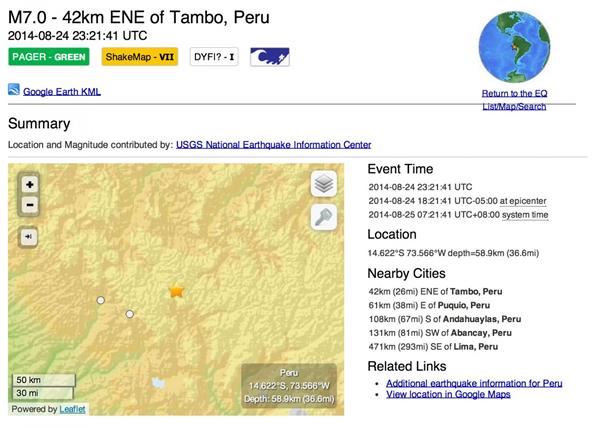 M7.0 - 42km ENE of Tambo, Peru
2014-08-24 23:21:41 UTC
PAGER - GREEN
ShakeMap - VII
DYFI? - I
Google Earth KML
Return to the EQ
List/Map/Search
Summary
Location and Magnitude contributed by: USGS National Earthquake Information Center
+
−
50 km
30 mi
Peru
14.622°S, 73.566°W
Depth: 58.9km (36.6mi)
Powered by Leaflet
Event Time
2014-08-24 23:21:41 UTC
2014-08-24 18:21:41 UTC-05:00 at epicenter
2014-08-25 07:21:41 UTC+08:00 system time
Location
14.622°S 73.566°W depth=58.9km (36.6mi)
Nearby Cities
42km (26mi) ENE of Tambo, Peru
61km (38mi) E of Puquio, Peru
108km (67mi) S of Andahuaylas, Peru
131km (81mi) SW of Abancay, Peru
471km (293mi) SE of Lima, Peru
Related Links
• Additional earthquake information for Peru
• View location in Google Maps